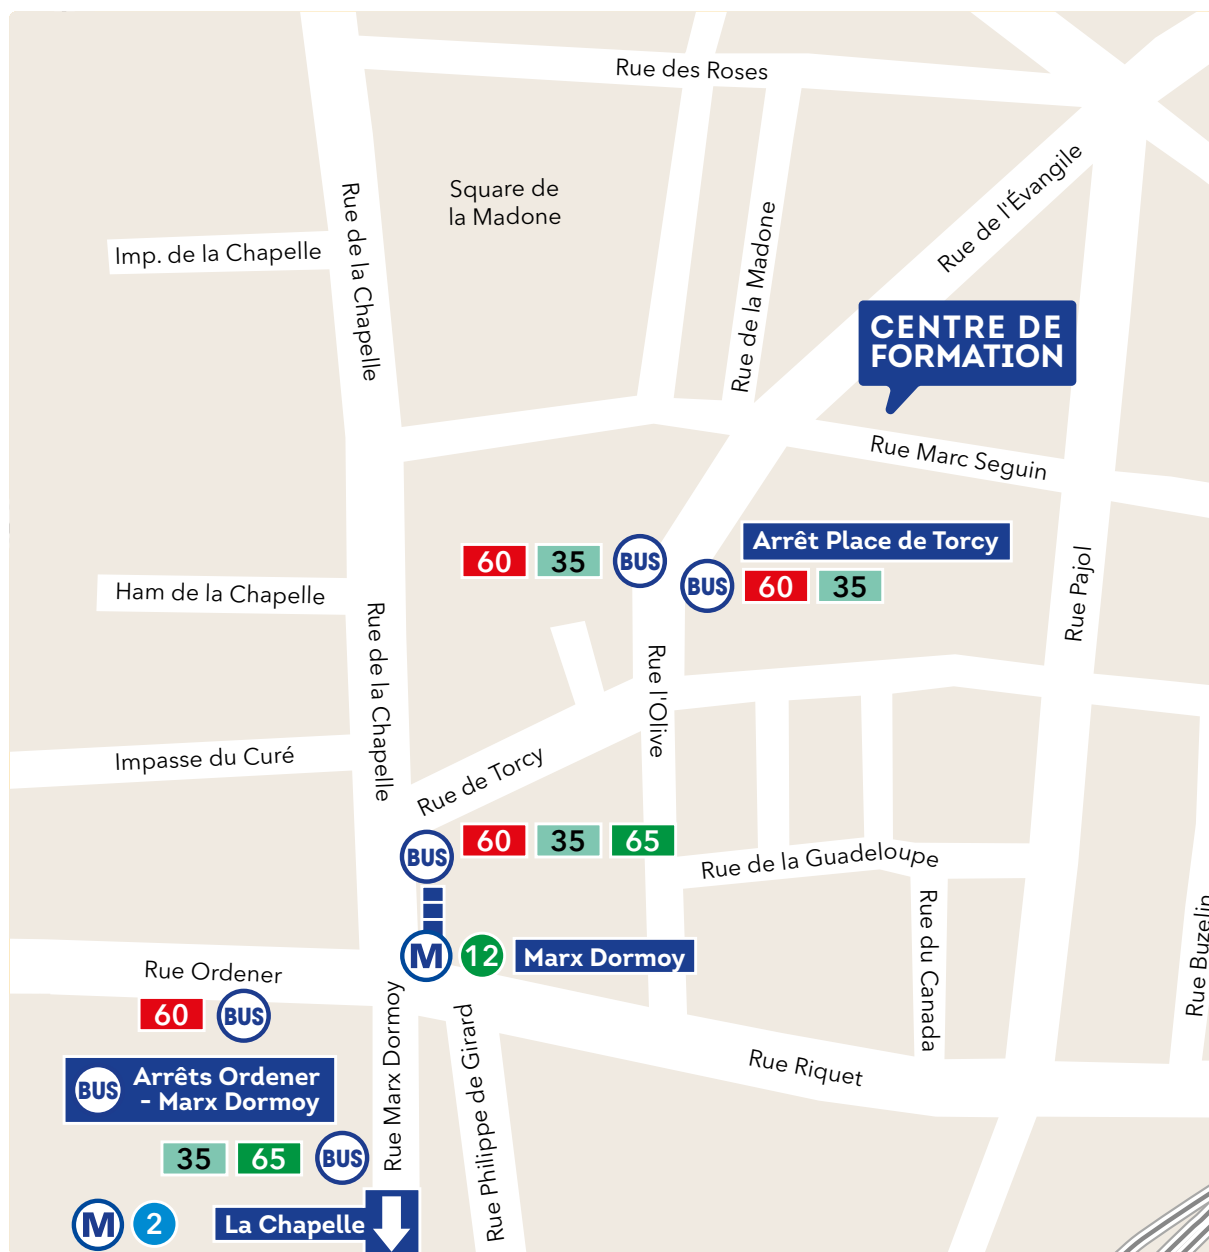 Rue des Roses
Square de
la Madone
Rue de la Chapelle
Imp. de la Chapelle
Rue de la Madone
Rue de l'Évangile
CENTRE DE
FORMATION
Rue Marc Seguin
60 35 BUS
Arrêt Place de Torcy
BUS 60 35
Ham de la Chapelle
Rue de la Chapelle
Rue l'Olive
Rue Pajol
Impasse du Curé
Rue de Torcy
BUS 60 35 65
Rue de la Guadeloupe
Rue du Canada
Rue Buzelin
M 12 Marx Dormoy
Rue Ordener
60 BUS
Rue Marx Dormoy
Rue Philippe de Girard
Rue Riquet
BUS Arrêts Ordener
- Marx Dormoy
35 65 BUS
M 2 La Chapelle